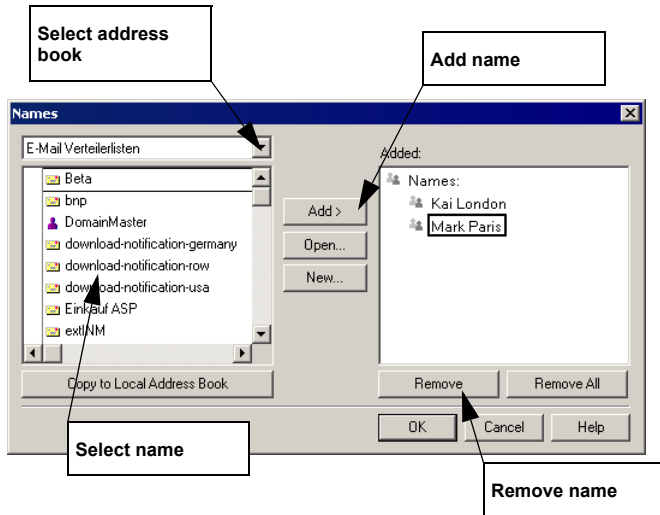 Select address
book
Add name
Names
E-Mail Verteilerlisten
Added:
Beta
bnp
DomainMaster
download-notification-germany
download-notification-row
download-notification-usa
Einkauf ASP
extINM
Add >
Open...
New...
Names:
Kai London
Mark Paris
Copy to Local Address Book
Remove
Remove All
OK
Cancel
Help
Select name
Remove name